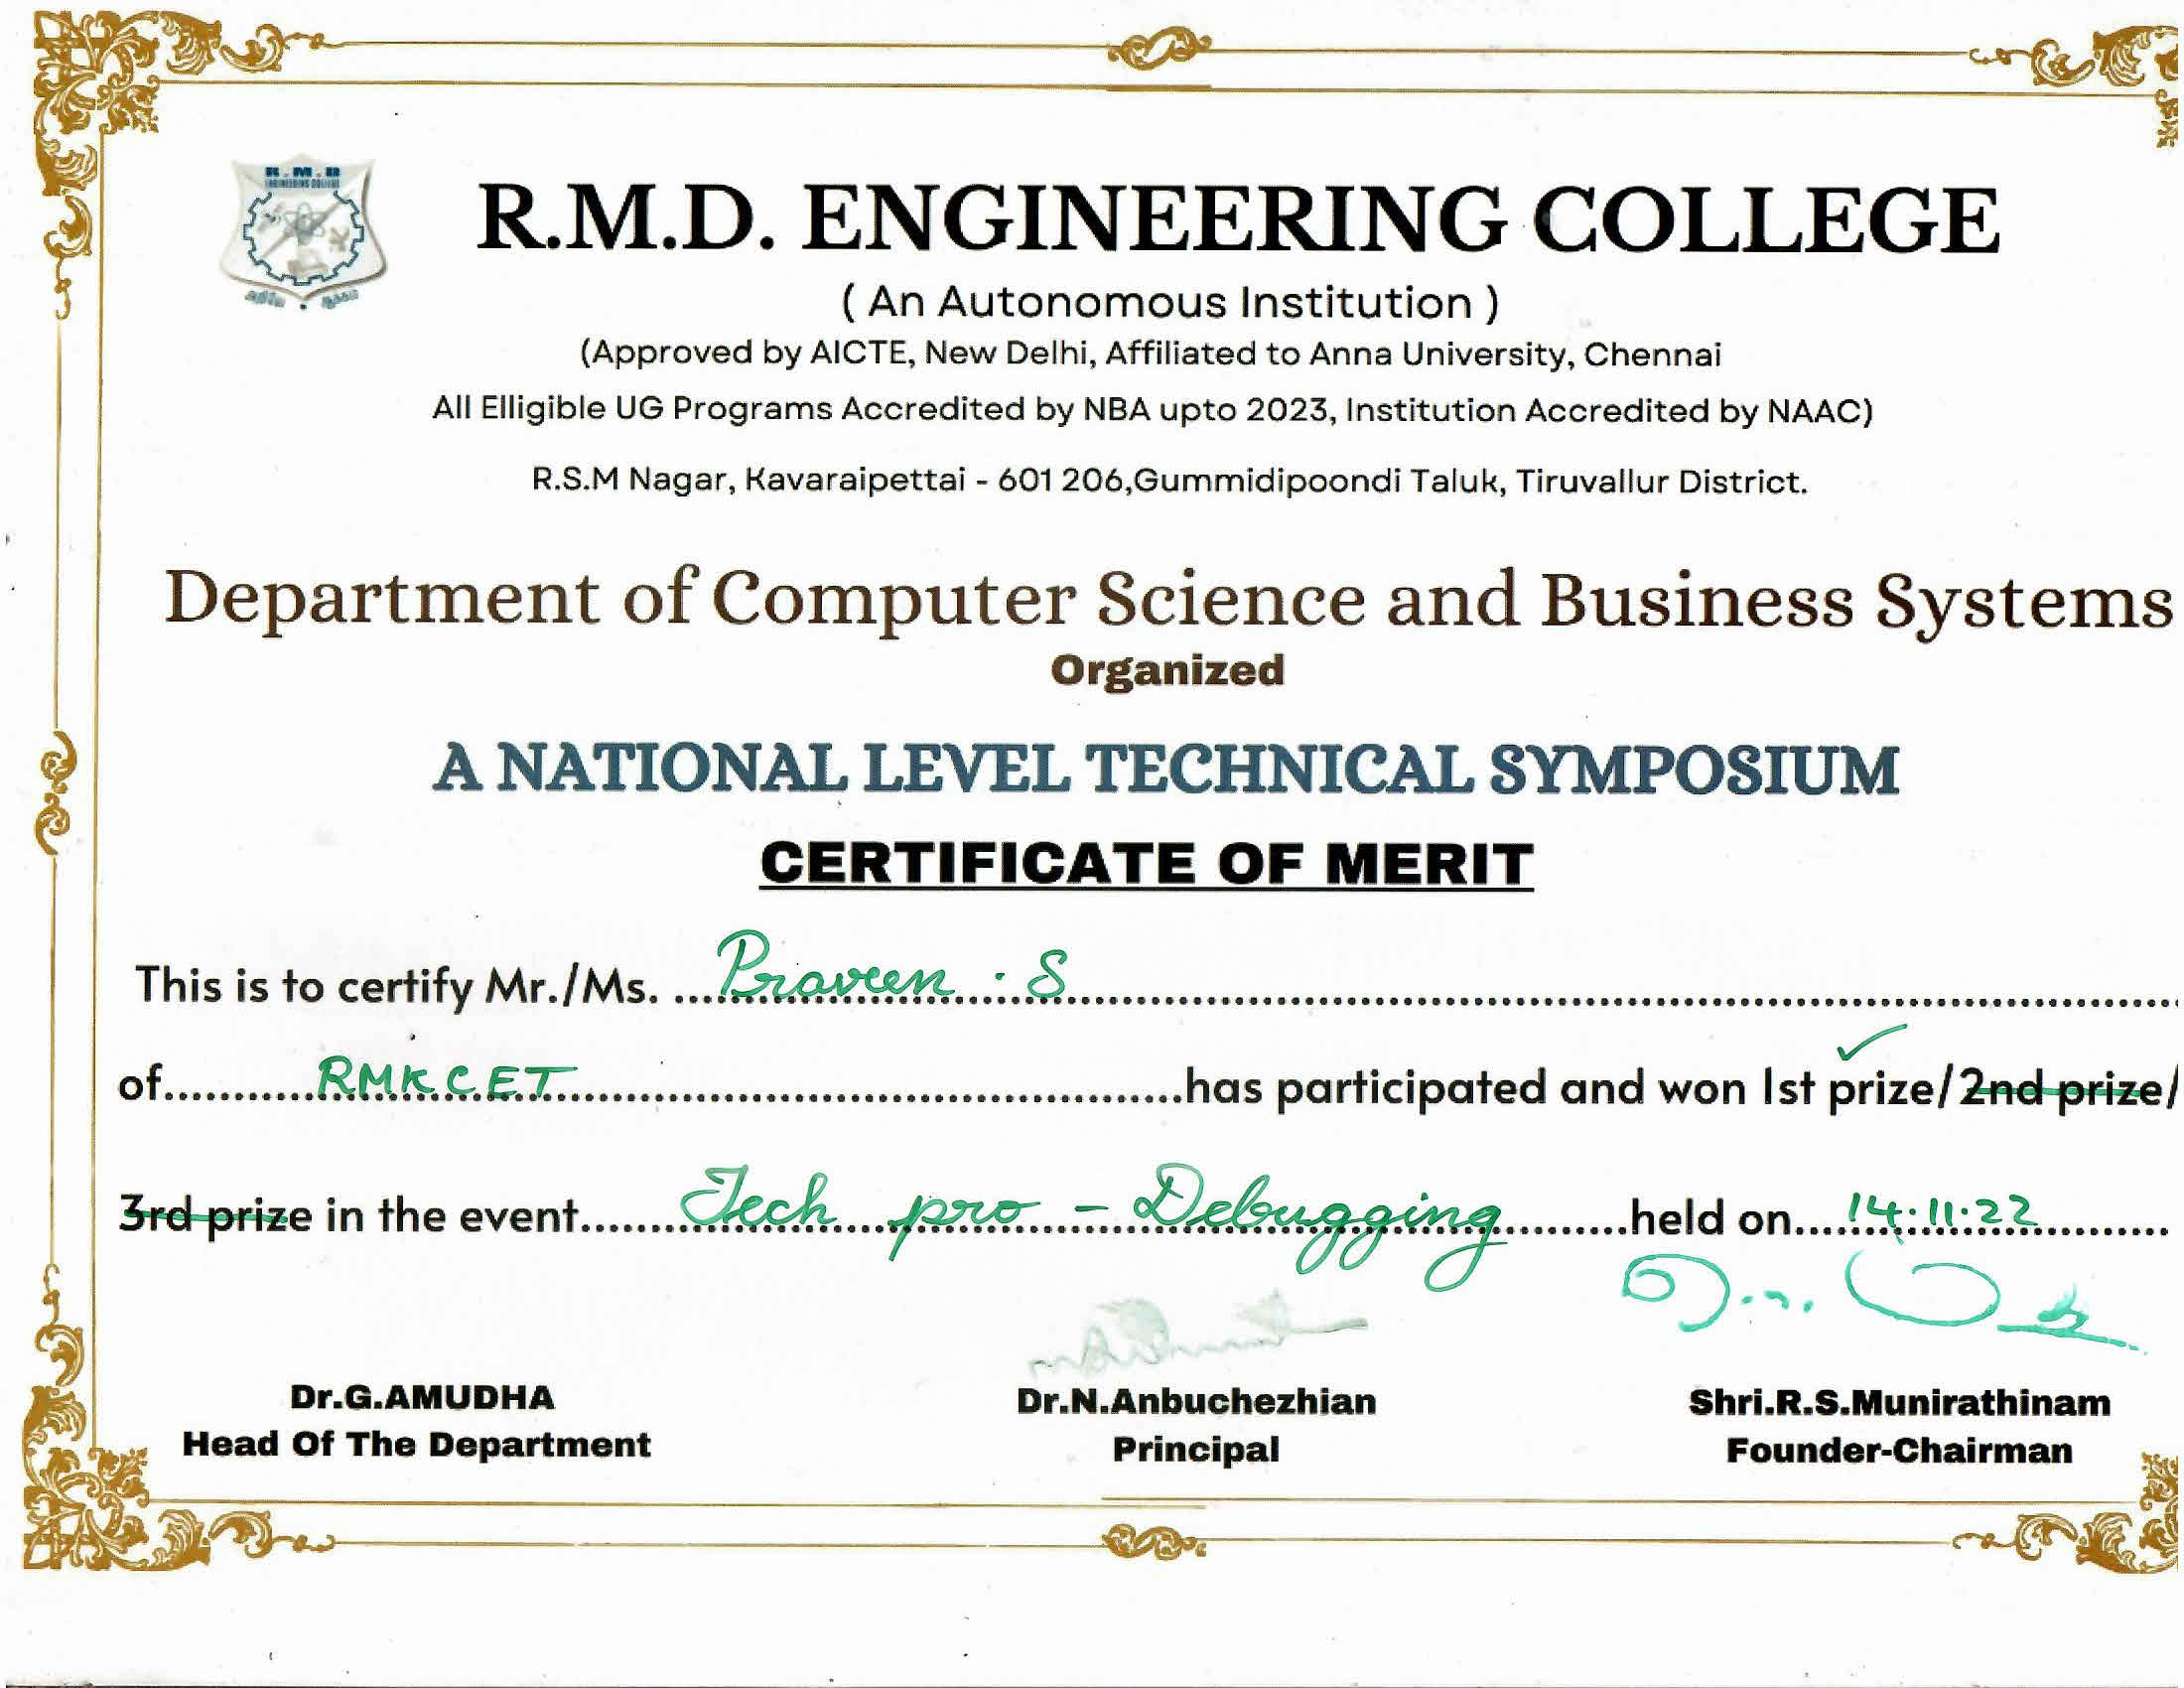 R.M.D
ENGINEERING COLLEGE
R.M.D. ENGINEERING COLLEGE
( An Autonomous Institution )
(Approved by AICTE, New Delhi, Affiliated to Anna University, Chennai
All Elligible UG Programs Accredited by NBA upto 2023, Institution Accredited by NAAC)
R.S.M Nagar, Kavaraipettai - 601 206,Gummidipoondi Taluk, Tiruvallur District.
Department of Computer Science and Business Systems
Organized
A NATIONAL LEVEL TECHNICAL SYMPOSIUM
CERTIFICATE OF MERIT
This is to certify Mr./Ms. ...Praveen . S...
of...RMKCET...has participated and won 1st prize/2nd prize/
3rd prize in the event...Tech pro - Debugging...held on...14.11.22...
Dr.G.AMUDHA Dr.N.Anbuchezhian Shri.R.S.Munirathinam
Head Of The Department Principal Founder-Chairman